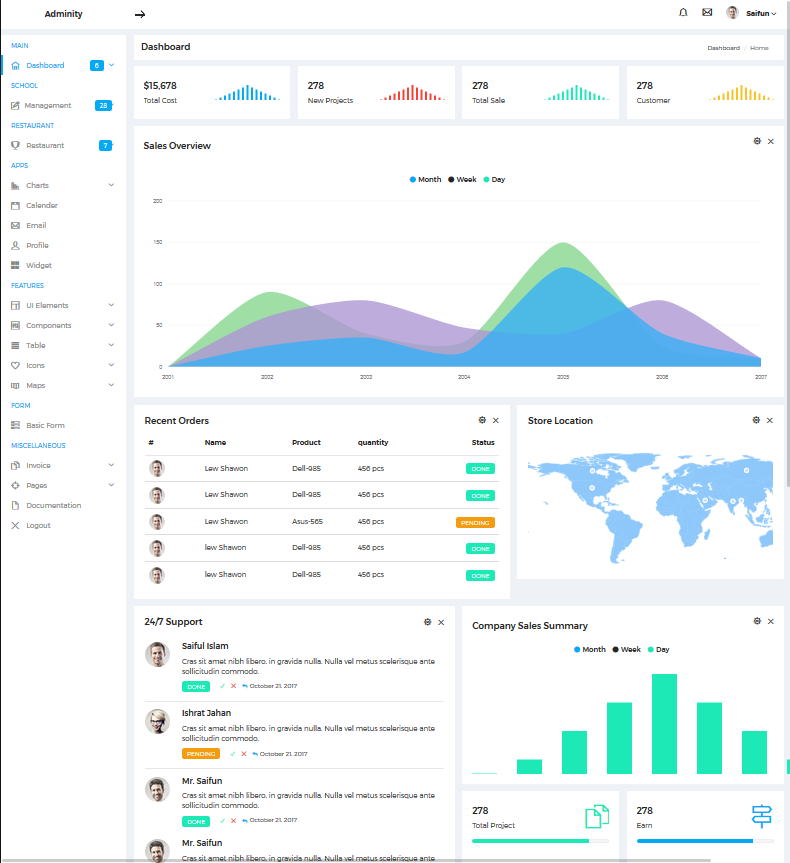 Adminity
Saifun
MAIN
Dashboard 6
SCHOOL
Management 28
RESTAURANT
Restaurant 7
APPS
Charts
Calender
Email
Profile
Widget
FEATURES
UI Elements
Components
Table
Icons
Maps
FORM
Basic Form
MISCELLANEOUS
Invoice
Pages
Documentation
Logout
Dashboard
Dashboard / Home
$15,678
Total Cost
278
New Projects
278
Total Sale
278
Customer
Sales Overview
Month Week Day
200
150
100
50
0
2001 2002 2003 2004 2005 2006 2007
Recent Orders
# Name Product quantity Status
Lew Shawon Dell-985 456 pcs DONE
Lew Shawon Dell-985 456 pcs DONE
Lew Shawon Asus-565 456 pcs PENDING
lew Shawon Dell-985 456 pcs DONE
lew Shawon Dell-985 456 pcs DONE
Store Location
24/7 Support
Saiful Islam
Cras sit amet nibh libero, in gravida nulla. Nulla vel metus scelerisque ante
sollicitudin commodo.
DONE October 21, 2017
Ishrat Jahan
Cras sit amet nibh libero, in gravida nulla. Nulla vel metus scelerisque ante
sollicitudin commodo.
PENDING October 21, 2017
Mr. Saifun
Cras sit amet nibh libero, in gravida nulla. Nulla vel metus scelerisque ante
sollicitudin commodo.
DONE October 21, 2017
Mr. Saifun
Cras sit amet nibh libero, in gravida nulla. Nulla vel metus scelerisque ante
Company Sales Summary
Month Week Day
278
Total Project
278
Earn